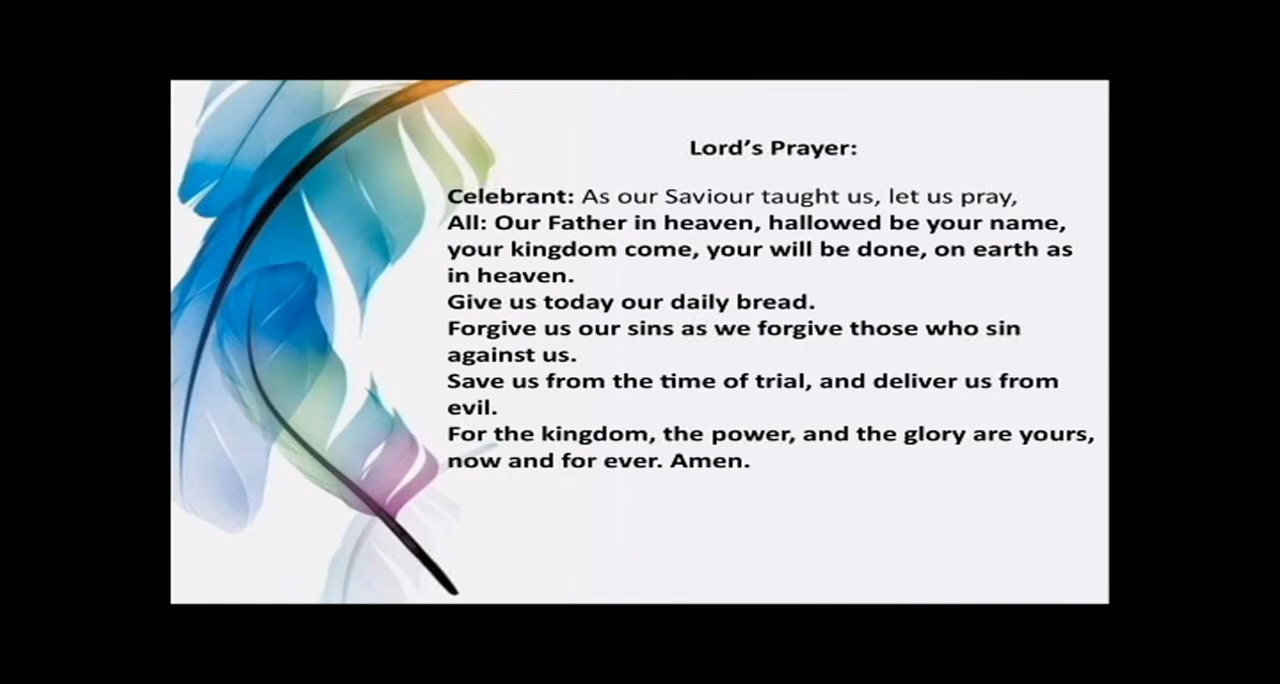 Lord’s Prayer:
Celebrant: As our Saviour taught us, let us pray,
All: Our Father in heaven, hallowed be your name,
your kingdom come, your will be done, on earth as
in heaven.
Give us today our daily bread.
Forgive us our sins as we forgive those who sin
against us.
Save us from the time of trial, and deliver us from
evil.
For the kingdom, the power, and the glory are yours,
now and for ever. Amen.